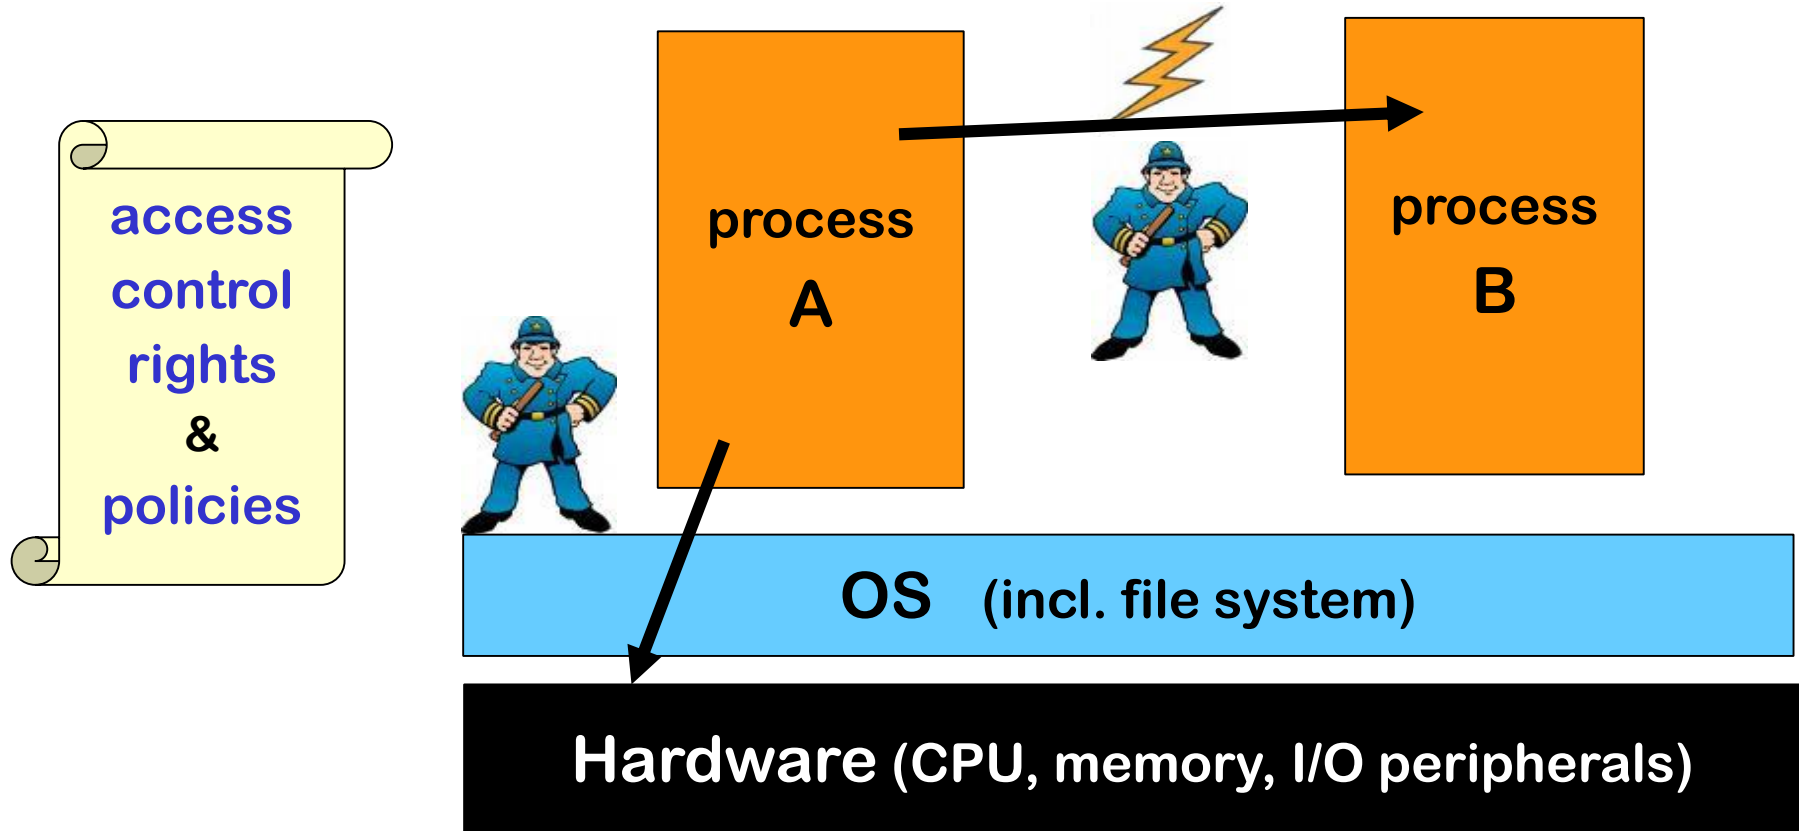 access
control
rights
&
policies
process
A
process
B
OS (incl. file system)
Hardware (CPU, memory, I/O peripherals)